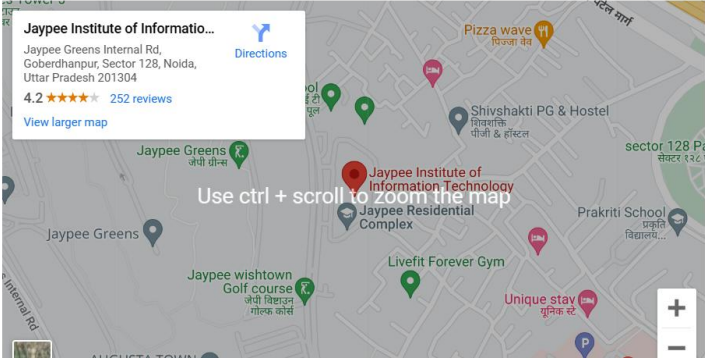 Jaypee Institute of Informatio...
Jaypee Greens Internal Rd,
Goberdhanpur, Sector 128, Noida,
Uttar Pradesh 201304
4.2
252 reviews
View larger map
Directions
Pizza wave
पिज्जा वेव
Shivshakti PG & Hostel
शिवशक्ति
पीजी & हॉस्टल
sector 128 Pa
सेक्टर १२८
Jaypee Greens
जेपी ग्रीन्स
Jaypee Institute of
Information Technology
Use ctrl + scroll to zoom the map
Jaypee Residential
Complex
Prakriti School
प्रकृति
विद्यालय...
Jaypee Greens
Livefit Forever Gym
Jaypee wishtown
Golf course
जेपी विशटाउन
गोल्फ कोर्स
Unique stay
यूनिक स्टे
s Internal Rd
P
AUGUSTA TOWN